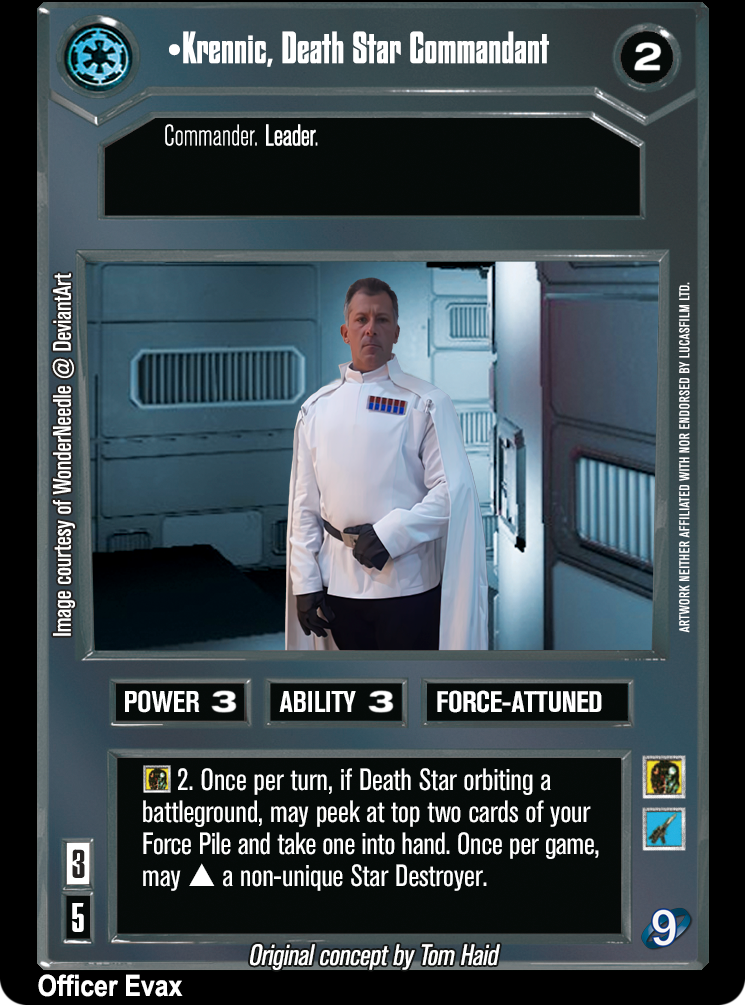 •Krennic, Death Star Commandant
2
Commander. Leader.
Image courtesy of WonderNeedle @ DeviantArt
ARTWORK NEITHER AFFILIATED WITH NOR ENDORSED BY LUCASFILM LTD.
POWER 3
ABILITY 3
FORCE-ATTUNED
2. Once per turn, if Death Star orbiting a
battleground, may peek at top two cards of your
Force Pile and take one into hand. Once per game,
may ▲ a non-unique Star Destroyer.
3
5
9
Original concept by Tom Haid
Officer Evax